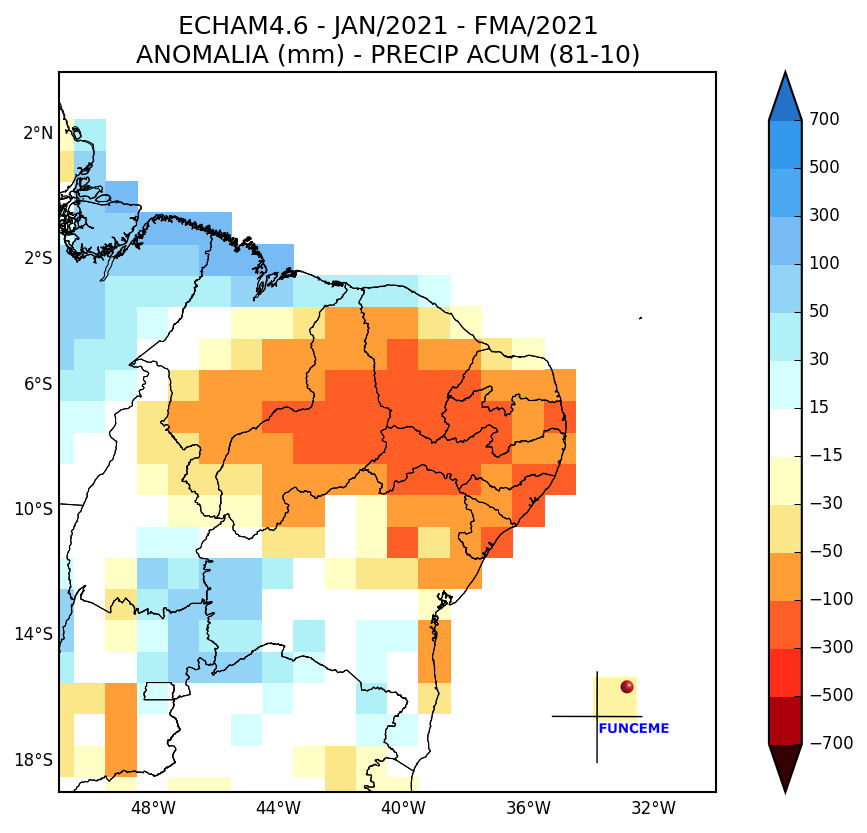 ECHAM4.6 - JAN/2021 - FMA/2021
ANOMALIA (mm) - PRECIP ACUM (81-10)
2°N
2°S
6°S
10°S
14°S
18°S
48°W
44°W
40°W
36°W
32°W
700
500
300
100
50
30
15
−15
−30
−50
−100
−300
−500
−700
FUNCEME